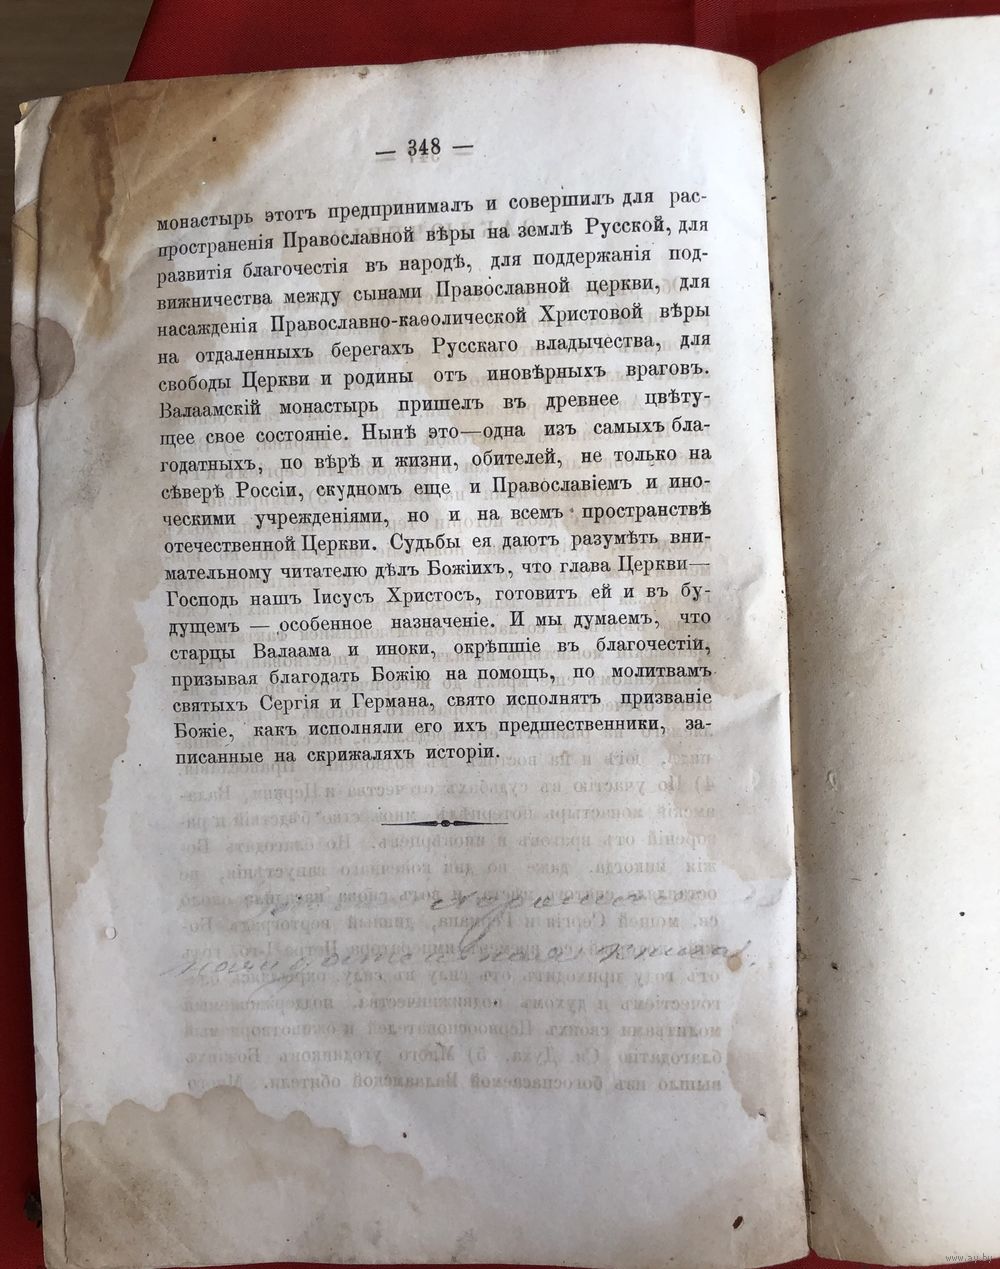 — 348 —
монастырь этотъ предпринималъ и совершилъ для рас-
пространенія Православной вѣры на землѣ Русской, для
развитія благочестія въ народѣ, для поддержанія под-
вижничества между сынами Православной церкви, для
насажденія Православно-каѳолической Христовой вѣры
на отдаленныхъ берегахъ Русскаго владычества, для
свободы Церкви и родины отъ иновѣрныхъ враговъ.
Валаамскій монастырь пришелъ въ древнее цвѣту-
щее свое состояніе. Нынѣ это—одна изъ самыхъ бла-
годатныхъ, по вѣрѣ и жизни, обителей, не только на
сѣверѣ Россіи, скудномъ еще и Православіемъ и ино-
ческими учрежденіями, но и на всемъ пространствѣ
отечественной Церкви. Судьбы ея даютъ разумѣть вни-
мательному читателю дѣлъ Божіихъ, что глава Церкви—
Господь нашъ Іисусъ Христосъ, готовитъ ей и въ бу-
дущемъ — особенное назначеніе. И мы думаемъ, что
старцы Валаама и иноки, окрѣпшіе въ благочестіи,
призывая благодать Божію на помощь, по молитвамъ
святыхъ Сергія и Германа, свято исполнятъ призваніе
Божіе, какъ исполняли его ихъ предшественники, за-
писанные на скрижаляхъ исторіи.
www.ay.by